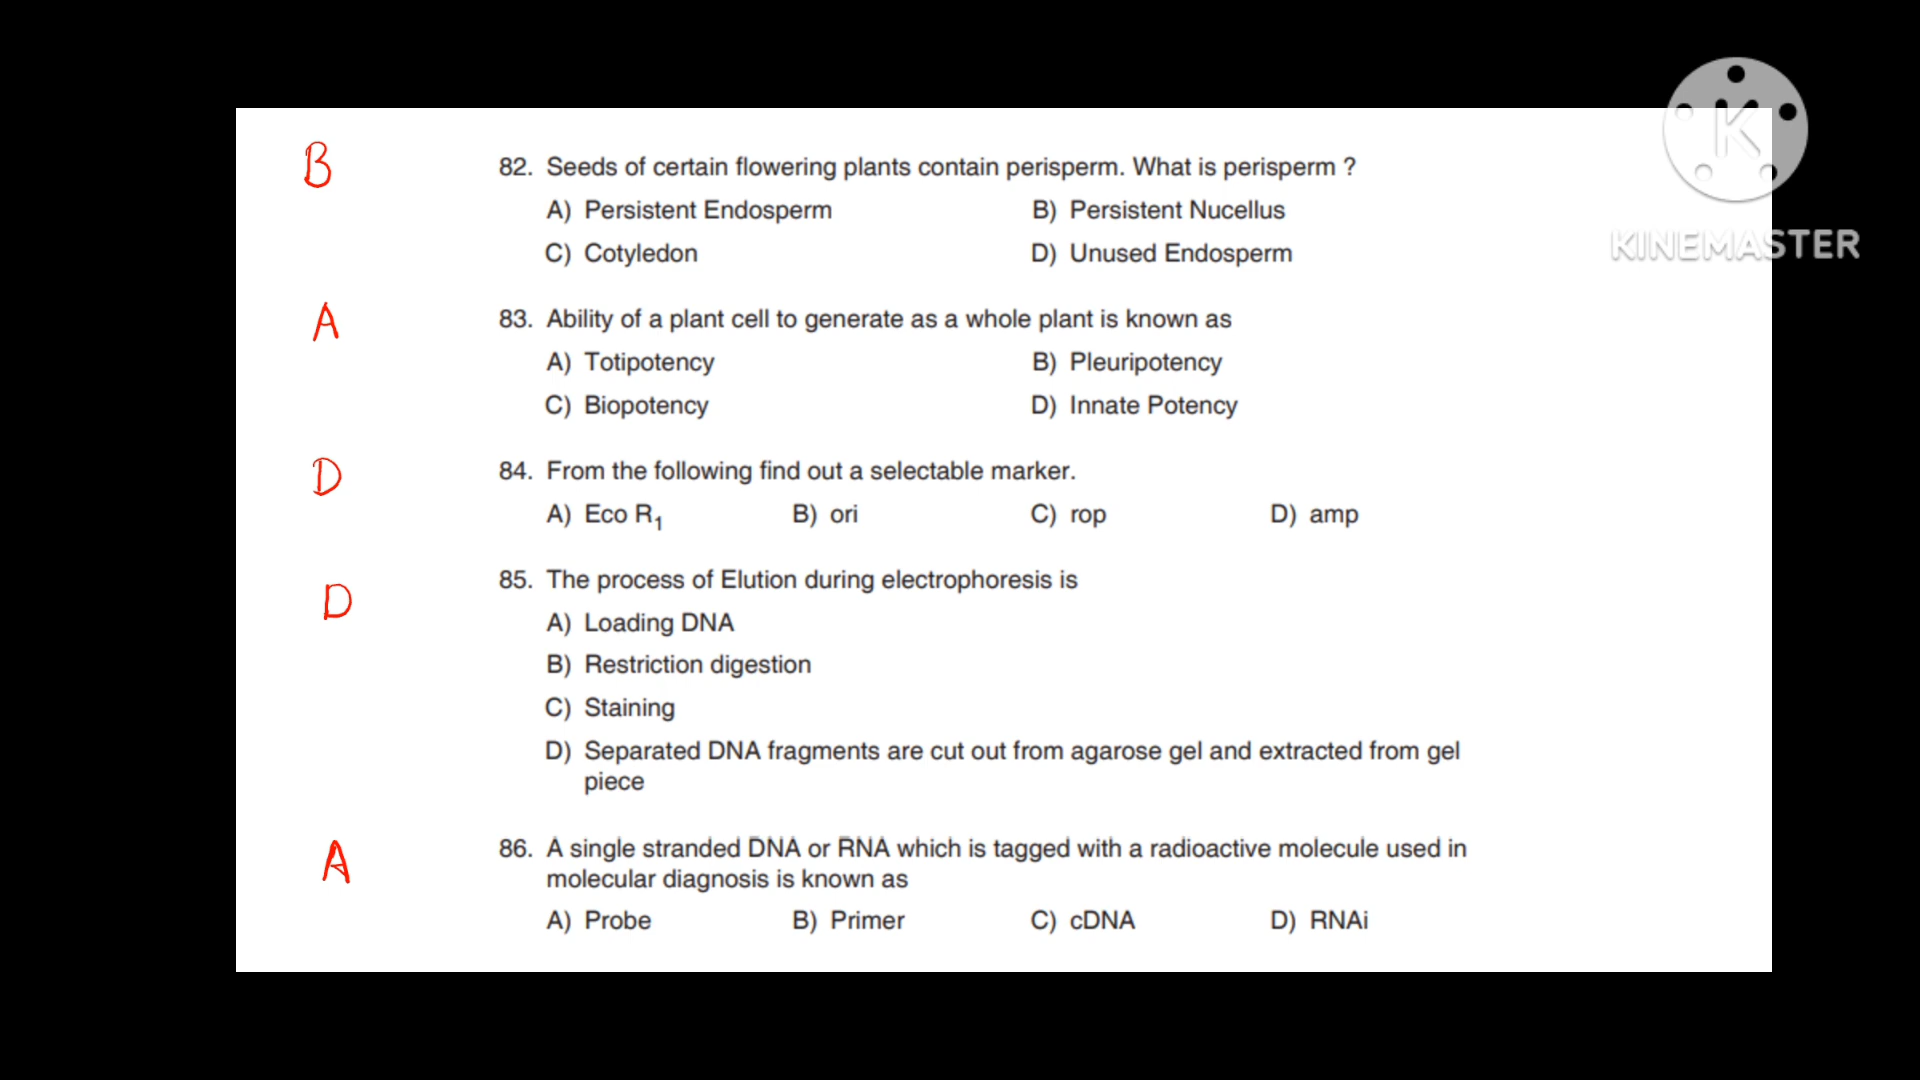 B
82. Seeds of certain flowering plants contain perisperm. What is perisperm ?
A) Persistent Endosperm B) Persistent Nucellus
C) Cotyledon D) Unused Endosperm
K
KINEMASTER
A
83. Ability of a plant cell to generate as a whole plant is known as
A) Totipotency B) Pleuripotency
C) Biopotency D) Innate Potency
D
84. From the following find out a selectable marker.
A) Eco R1 B) ori C) rop D) amp
D
85. The process of Elution during electrophoresis is
A) Loading DNA
B) Restriction digestion
C) Staining
D) Separated DNA fragments are cut out from agarose gel and extracted from gel
piece
A
86. A single stranded DNA or RNA which is tagged with a radioactive molecule used in
molecular diagnosis is known as
A) Probe B) Primer C) cDNA D) RNAi